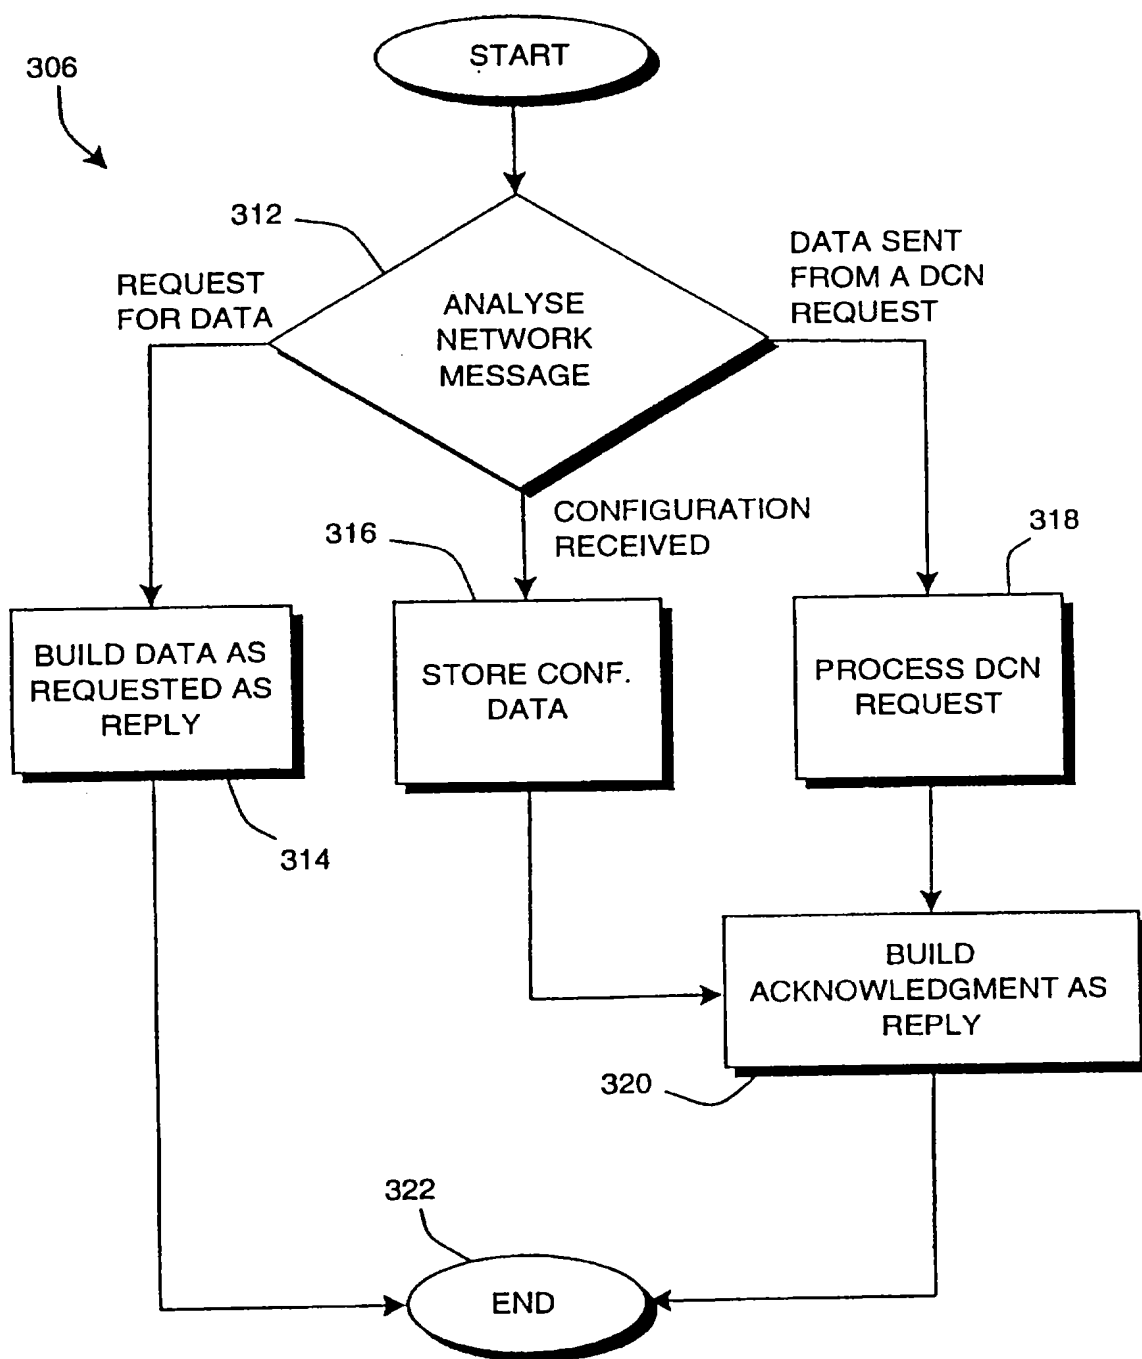 START
306
312
REQUEST
FOR DATA
ANALYSE
NETWORK
MESSAGE
DATA SENT
FROM A DCN
REQUEST
CONFIGURATION
RECEIVED
316
318
BUILD DATA AS
REQUESTED AS
REPLY
STORE CONF.
DATA
PROCESS DCN
REQUEST
314
BUILD
ACKNOWLEDGMENT AS
REPLY
320
322
END